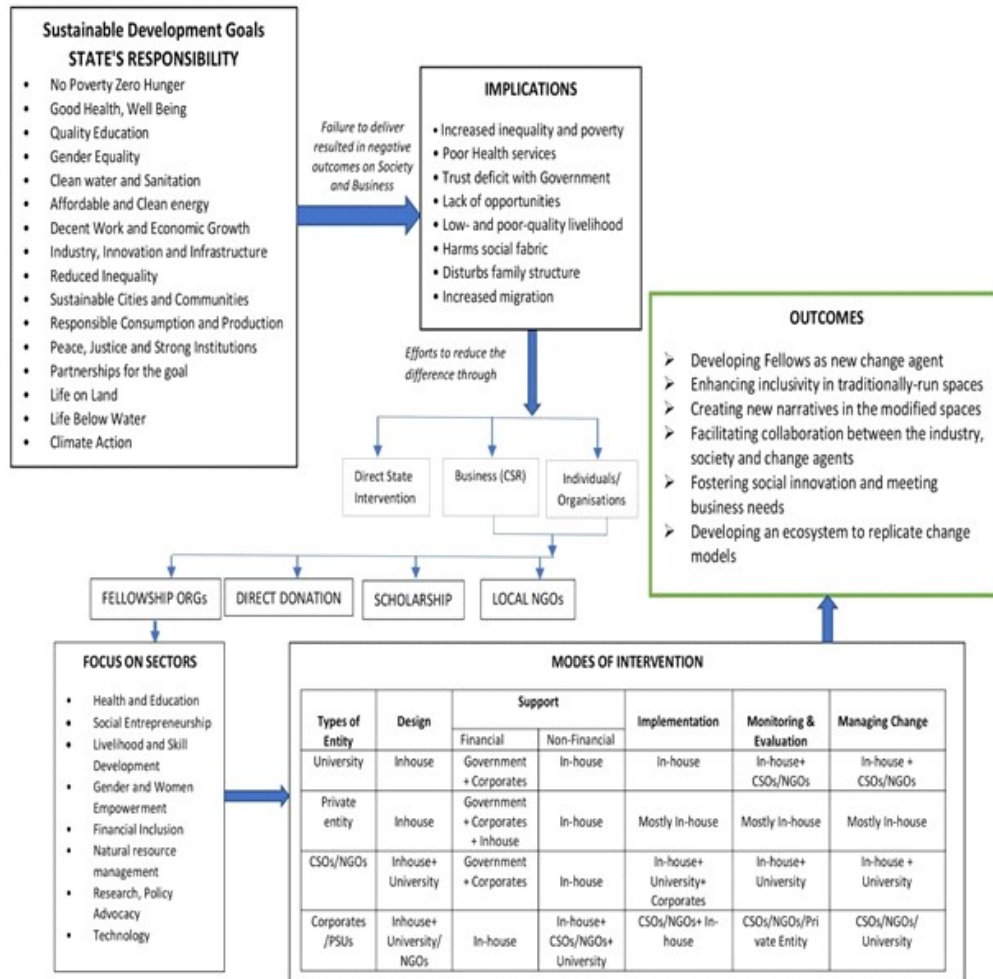 Sustainable Development Goals
STATE'S RESPONSIBILITY
• No Poverty Zero Hunger
• Good Health, Well Being
• Quality Education
• Gender Equality
• Clean water and Sanitation
• Affordable and Clean energy
• Decent Work and Economic Growth
• Industry, Innovation and Infrastructure
• Reduced Inequality
• Sustainable Cities and Communities
• Responsible Consumption and Production
• Peace, Justice and Strong Institutions
• Partnerships for the goal
• Life on Land
• Life Below Water
• Climate Action
Failure to deliver
resulted in negative
outcomes on Society
and Business
IMPLICATIONS
• Increased inequality and poverty
• Poor Health services
• Trust deficit with Government
• Lack of opportunities
• Low- and poor-quality livelihood
• Harms social fabric
• Disturbs family structure
• Increased migration
Efforts to reduce the
difference through
Direct State
Intervention
Business (CSR)
Individuals/
Organisations
FELLOWSHIP ORGs
DIRECT DONATION
SCHOLARSHIP
LOCAL NGOs
OUTCOMES
➢ Developing Fellows as new change agent
➢ Enhancing inclusivity in traditionally-run spaces
➢ Creating new narratives in the modified spaces
➢ Facilitating collaboration between the industry,
society and change agents
➢ Fostering social innovation and meeting
business needs
➢ Developing an ecosystem to replicate change
models
FOCUS ON SECTORS
• Health and Education
• Social Entrepreneurship
• Livelihood and Skill
Development
• Gender and Women
Empowerment
• Financial Inclusion
• Natural resource
management
• Research, Policy
Advocacy
• Technology
MODES OF INTERVENTION
Types of
Entity
Design
Support
Financial
Non-Financial
Implementation
Monitoring &
Evaluation
Managing Change
University
Inhouse
Government
+ Corporates
In-house
In-house
In-house+
CSOs/NGOs
In-house +
CSOs/NGOs
Private
entity
Inhouse
Government
+ Corporates
+ Inhouse
In-house
Mostly In-house
Mostly In-house
Mostly In-house
CSOs/NGOs
Inhouse+
University
Government
+ Corporates
In-house
In-house+
University+
Corporates
In-house+
University
In-house +
University
Corporates
/PSUs
Inhouse+
University/
NGOs
In-house
In-house+
CSOs/NGOs+
University
CSOs/NGOs+ In-
house
CSOs/NGOs/Pri
vate Entity
CSOs/NGOs/
University